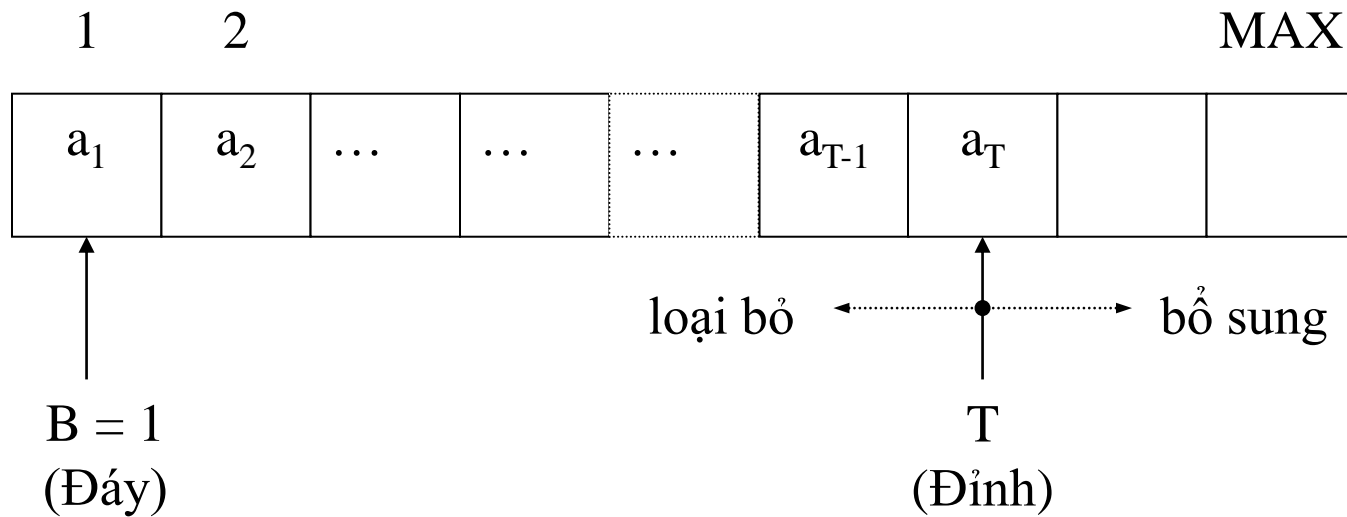 1 2 MAX
a₁ a₂ … … … aT-1 aT
loại bỏ bổ sung
B = 1 T
(Đáy) (Đỉnh)